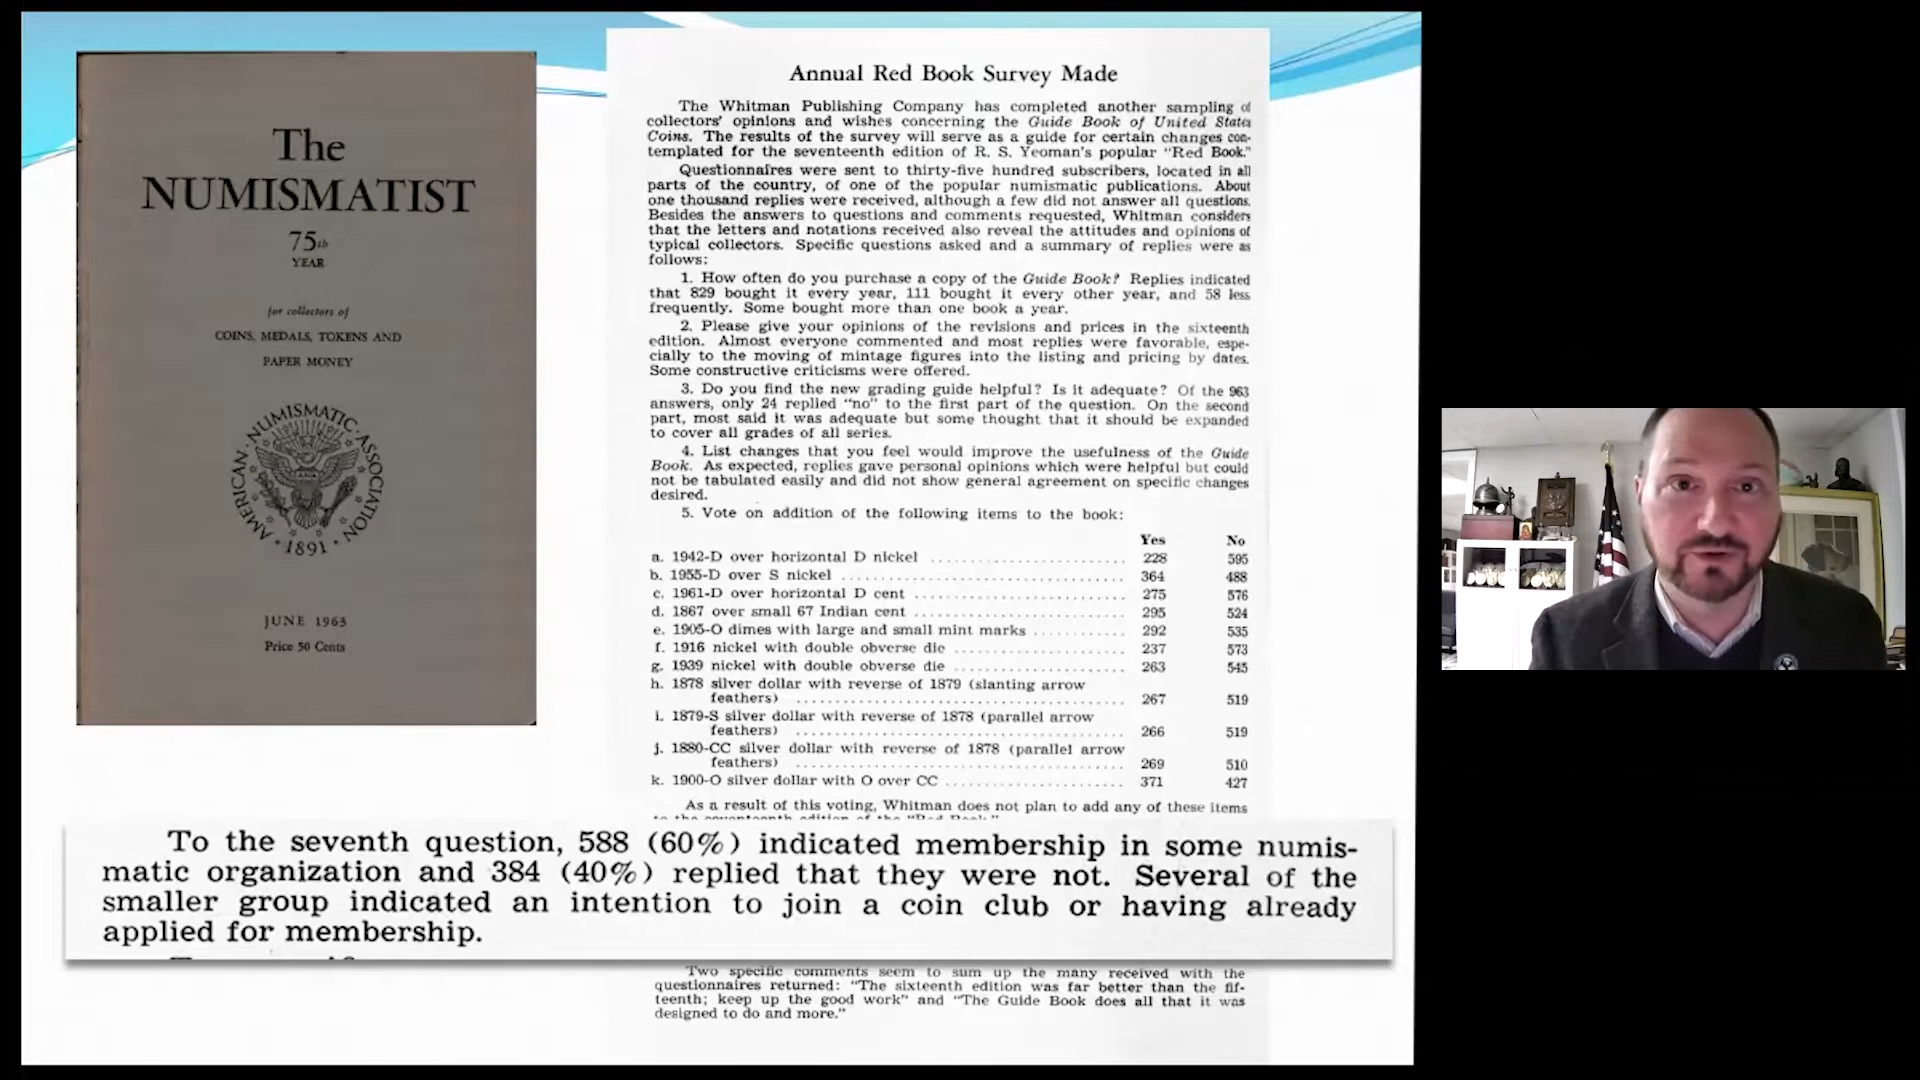 The
NUMISMATIST
75th
YEAR
for collectors of
COINS, MEDALS, TOKENS AND
PAPER MONEY
AMERICAN NUMISMATIC ASSOCIATION
· 1891 ·
JUNE 1963
Price 50 Cents
Annual Red Book Survey Made
The Whitman Publishing Company has completed another sampling of
collectors' opinions and wishes concerning the Guide Book of United States
Coins. The results of the survey will serve as a guide for certain changes con-
templated for the seventeenth edition of R. S. Yeoman's popular "Red Book."
Questionnaires were sent to thirty-five hundred subscribers, located in all
parts of the country, of one of the popular numismatic publications. About
one thousand replies were received, although a few did not answer all questions.
Besides the answers to questions and comments requested, Whitman considers
that the letters and notations received also reveal the attitudes and opinions of
typical collectors. Specific questions asked and a summary of replies were as
follows:
1. How often do you purchase a copy of the Guide Book? Replies indicated
that 829 bought it every year, 111 bought it every other year, and 58 less
frequently. Some bought more than one book a year.
2. Please give your opinions of the revisions and prices in the sixteenth
edition. Almost everyone commented and most replies were favorable, espe-
cially to the moving of mintage figures into the listing and pricing by dates.
Some constructive criticisms were offered.
3. Do you find the new grading guide helpful? Is it adequate? Of the 963
answers, only 24 replied "no" to the first part of the question. On the second
part, most said it was adequate but some thought that it should be expanded
to cover all grades of all series.
4. List changes that you feel would improve the usefulness of the Guide
Book. As expected, replies gave personal opinions which were helpful but could
not be tabulated easily and did not show general agreement on specific changes
desired.
5. Vote on addition of the following items to the book:
Yes No
a. 1942-D over horizontal D nickel .................... 228 595
b. 1955-D over S nickel .................... 364 488
c. 1961-D over horizontal D cent .................... 275 576
d. 1867 over small 67 Indian cent .................... 295 524
e. 1905-O dimes with large and small mint marks .......... 292 535
f. 1916 nickel with double obverse die .................... 237 573
g. 1939 nickel with double obverse die .................... 263 545
h. 1878 silver dollar with reverse of 1879 (slanting arrow
feathers) .................... 267 519
i. 1879-S silver dollar with reverse of 1878 (parallel arrow
feathers) .................... 266 519
j. 1880-CC silver dollar with reverse of 1878 (parallel arrow
feathers) .................... 269 510
k. 1900-O silver dollar with O over CC .................... 371 427
As a result of this voting, Whitman does not plan to add any of these items
to the seventeenth edition of the "Red Book."
To the seventh question, 588 (60%) indicated membership in some numis-
matic organization and 384 (40%) replied that they were not. Several of the
smaller group indicated an intention to join a coin club or having already
applied for membership.
Two specific comments seem to sum up the many received with the
questionnaires returned: "The sixteenth edition was far better than the fif-
teenth; keep up the good work" and "The Guide Book does all that it was
designed to do and more."